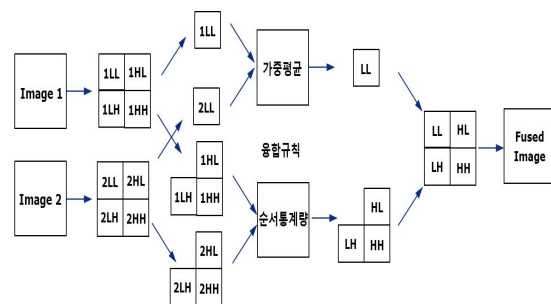 Image 1
1LL 1HL
1LH 1HH
Image 2
2LL 2HL
2LH 2HH
1LL
2LL
1HL
1LH 1HH
2HL
2LH 2HH
가중평균
융합규칙
순서통계량
LL
HL
LH HH
LL HL
LH HH
Fused
Image